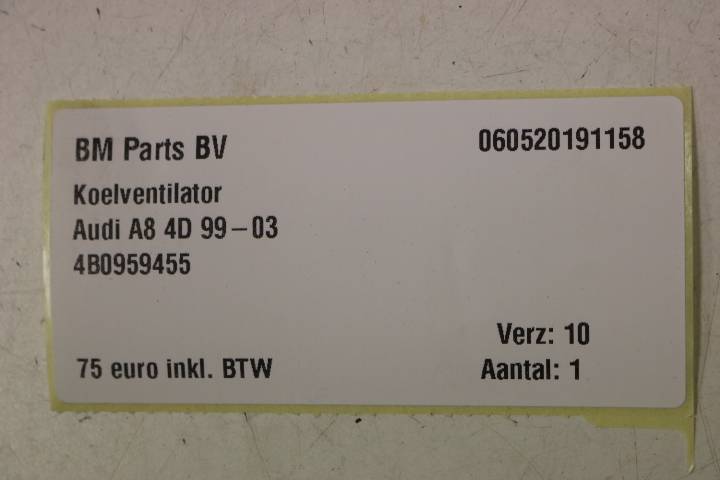 BM Parts BV 060520191158
Koelventilator
Audi A8 4D 99-03
4B0959455
Verz: 10
75 euro inkl. BTW Aantal: 1